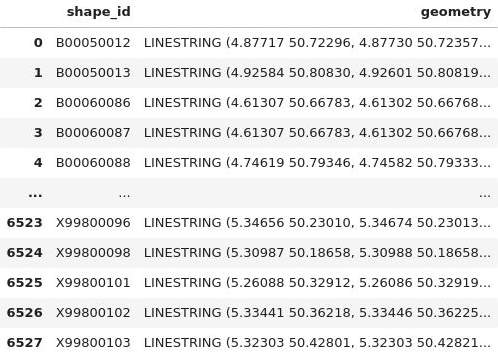 shape_id geometry
0 B00050012 LINESTRING (4.87717 50.72296, 4.87730 50.72357...
1 B00050013 LINESTRING (4.92584 50.80830, 4.92601 50.80819...
2 B00060086 LINESTRING (4.61307 50.66783, 4.61302 50.66768...
3 B00060087 LINESTRING (4.61307 50.66783, 4.61302 50.66768...
4 B00060088 LINESTRING (4.74619 50.79346, 4.74582 50.79333...
... ... ...
6523 X99800096 LINESTRING (5.34656 50.23010, 5.34674 50.23013...
6524 X99800098 LINESTRING (5.30987 50.18658, 5.30988 50.18658...
6525 X99800101 LINESTRING (5.26088 50.32912, 5.26086 50.32919...
6526 X99800102 LINESTRING (5.33441 50.36218, 5.33446 50.36225...
6527 X99800103 LINESTRING (5.32303 50.42801, 5.32303 50.42821...